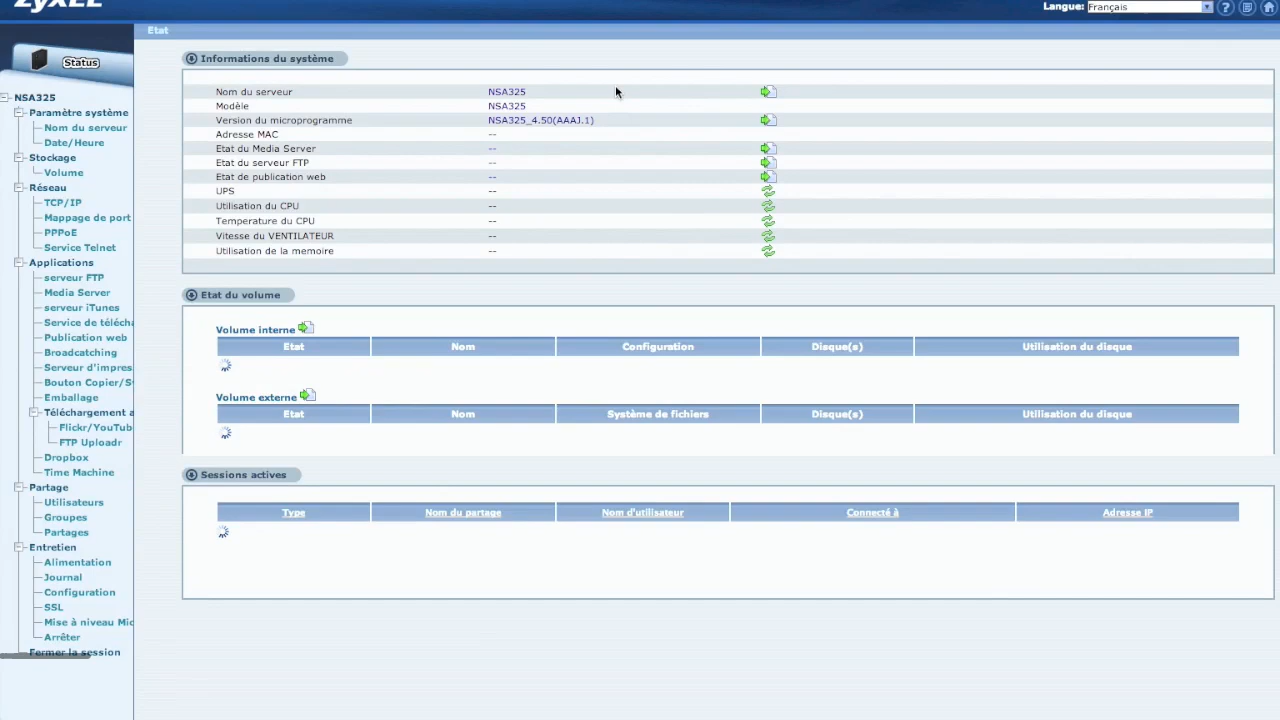 ZyXEL
Langue: Français
Etat
Status
NSA325
Paramètre système
Nom du serveur
Date/Heure
Stockage
Volume
Réseau
TCP/IP
Mappage de port
PPPoE
Service Telnet
Applications
serveur FTP
Media Server
serveur iTunes
Service de télécha
Publication web
Broadcatching
Serveur d'impres
Bouton Copier/S
Emballage
Téléchargement a
Flickr/YouTub
FTP Uploadr
Dropbox
Time Machine
Partage
Utilisateurs
Groupes
Partages
Entretien
Alimentation
Journal
Configuration
SSL
Mise à niveau Mic
Arrêter
Fermer la session
Informations du système
Nom du serveur NSA325
Modèle NSA325
Version du microprogramme NSA325_4.50(AAAJ.1)
Adresse MAC --
Etat du Media Server --
Etat du serveur FTP --
Etat de publication web --
UPS --
Utilisation du CPU --
Temperature du CPU --
Vitesse du VENTILATEUR --
Utilisation de la memoire --
Etat du volume
Volume interne
Etat Nom Configuration Disque(s) Utilisation du disque
Volume externe
Etat Nom Système de fichiers Disque(s) Utilisation du disque
Sessions actives
Type Nom du partage Nom d'utilisateur Connecté à Adresse IP